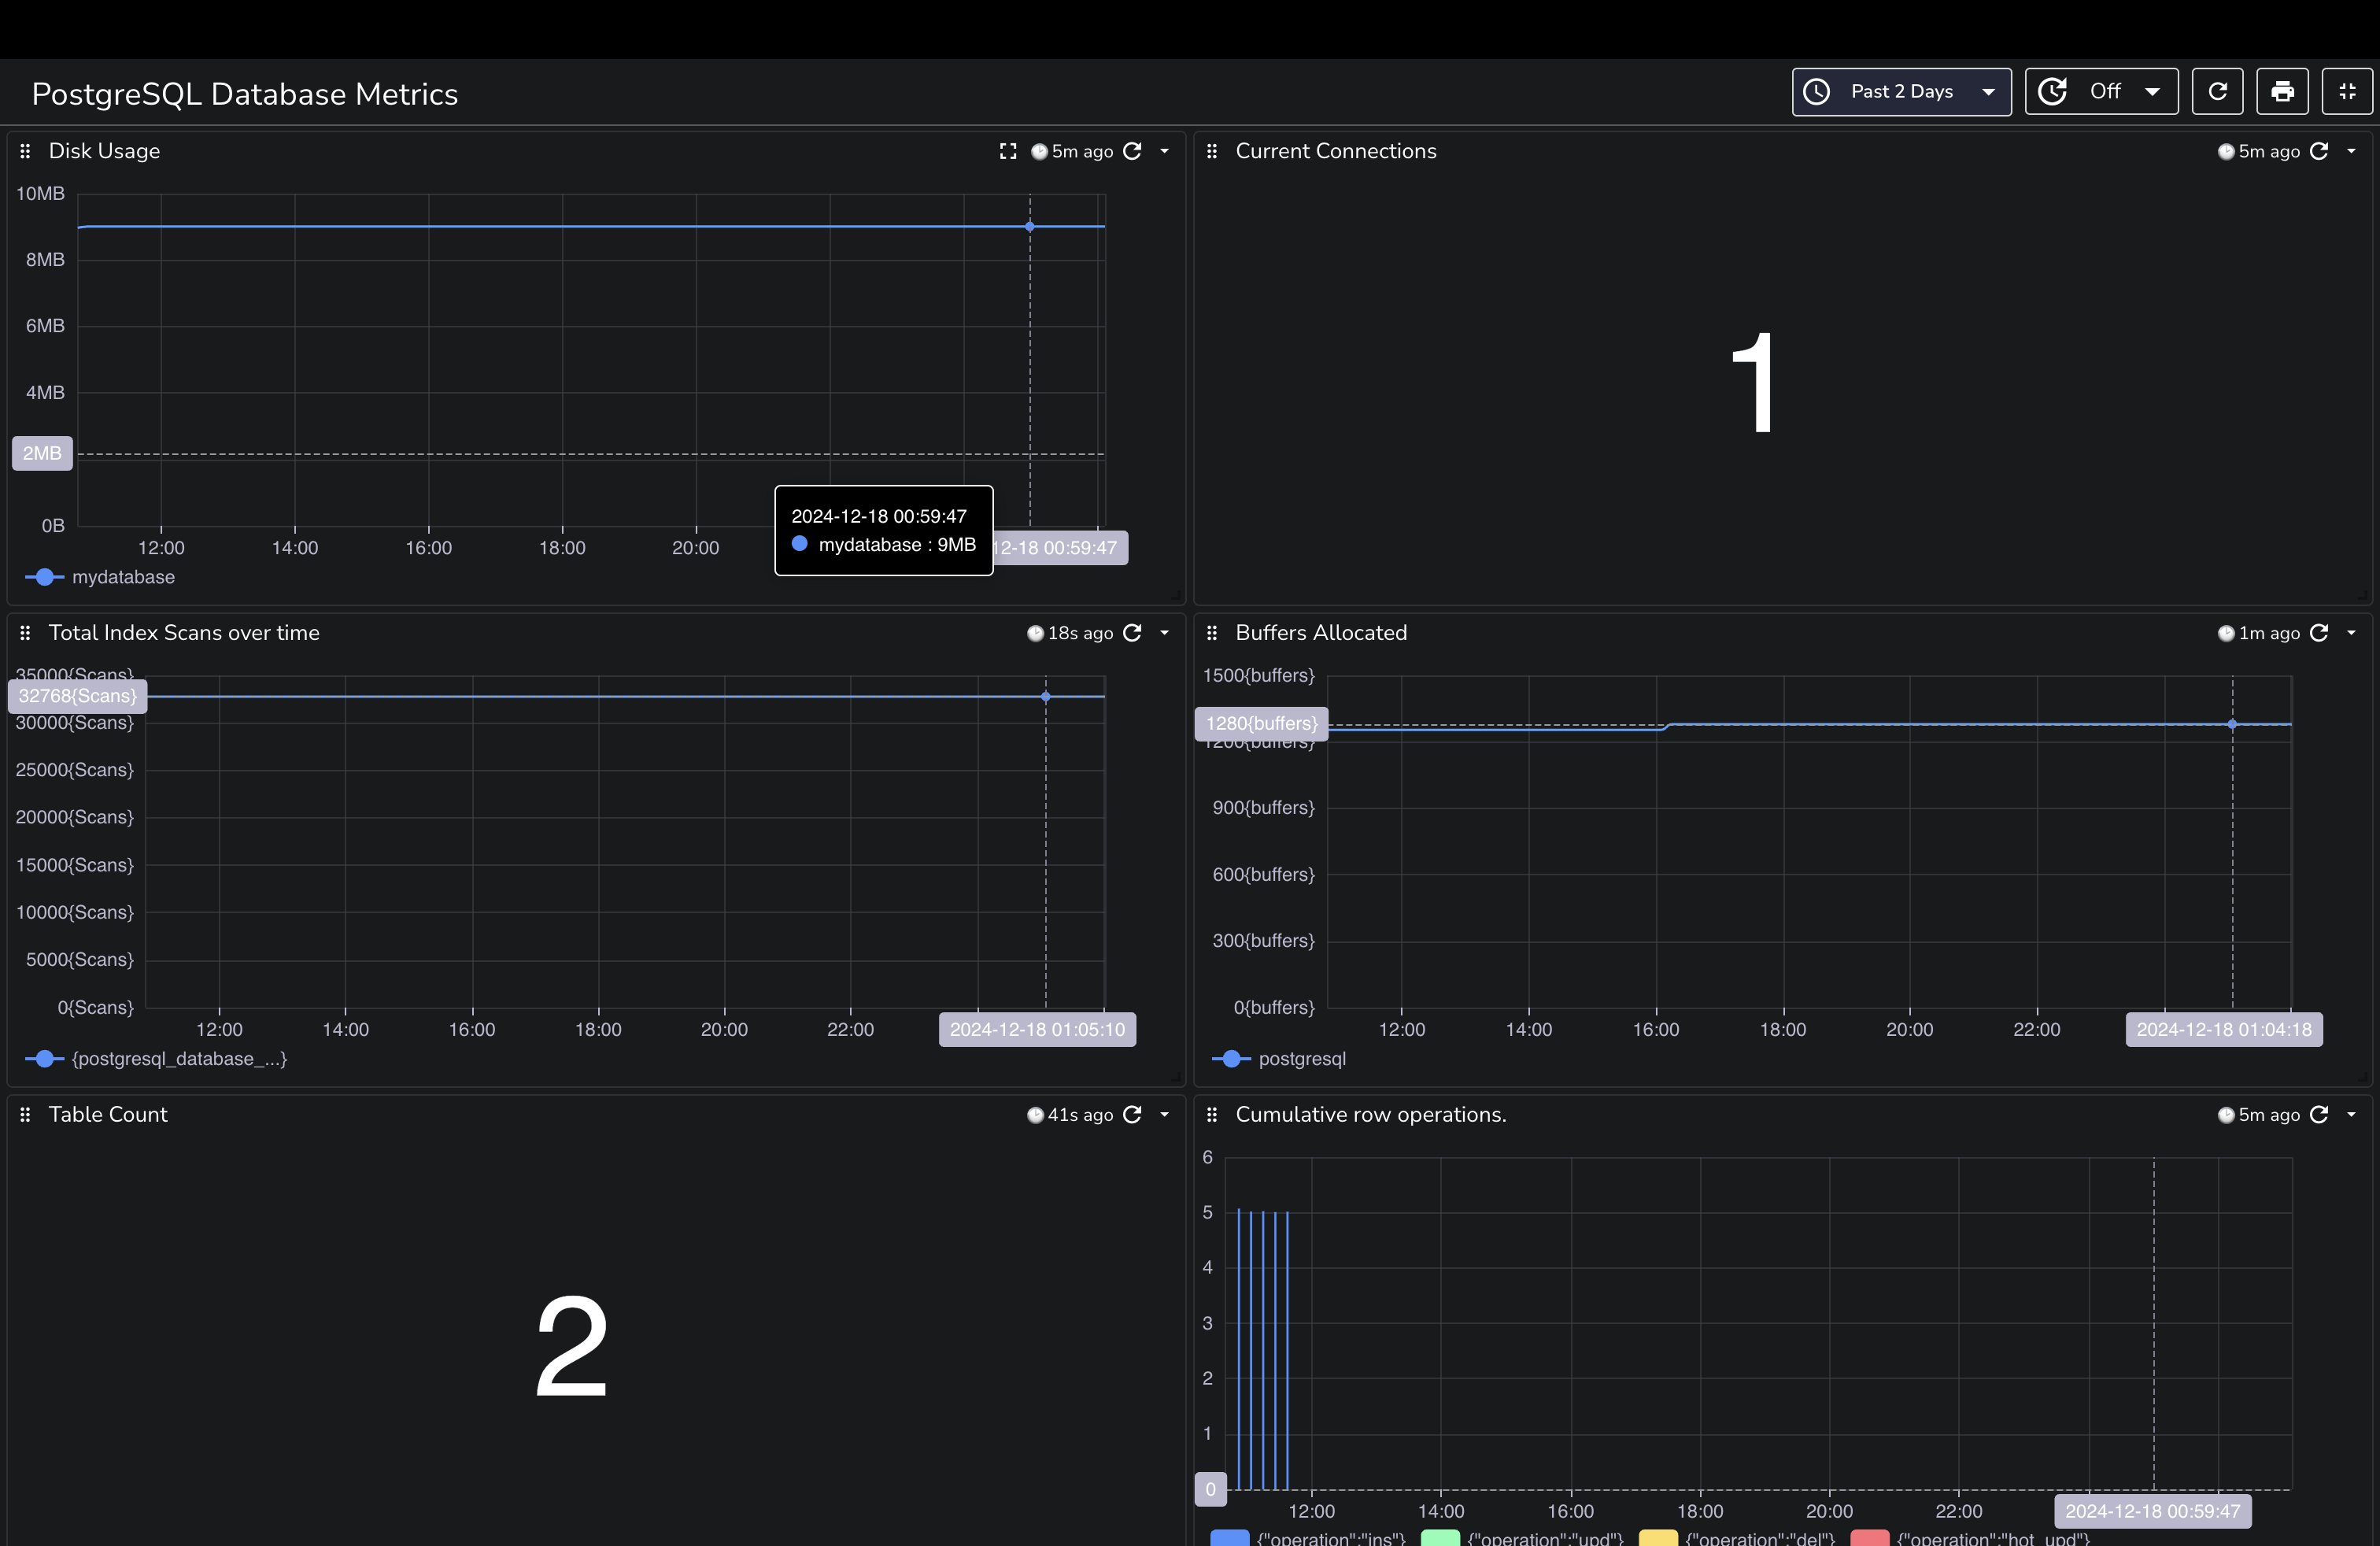 PostgreSQL Database Metrics
Past 2 Days
Off
Disk Usage
5m ago
10MB
8MB
6MB
4MB
2MB
0B
12:00 14:00 16:00 18:00 20:00
12-18 00:59:47
2024-12-18 00:59:47
mydatabase : 9MB
mydatabase
Current Connections
5m ago
1
Total Index Scans over time
18s ago
35000{Scans}
32768{Scans}
30000{Scans}
25000{Scans}
20000{Scans}
15000{Scans}
10000{Scans}
5000{Scans}
0{Scans}
12:00 14:00 16:00 18:00 20:00 22:00 2024-12-18 01:05:10
{postgresql_database_...}
Buffers Allocated
1m ago
1500{buffers}
1280{buffers}
1200{buffers}
900{buffers}
600{buffers}
300{buffers}
0{buffers}
12:00 14:00 16:00 18:00 20:00 22:00 2024-12-18 01:04:18
postgresql
Table Count
41s ago
2
Cumulative row operations.
5m ago
6
5
4
3
2
1
0
12:00 14:00 16:00 18:00 20:00 22:00 2024-12-18 00:59:47
{"operation":"ins"} {"operation":"upd"} {"operation":"del"} {"operation":"hot_upd"}